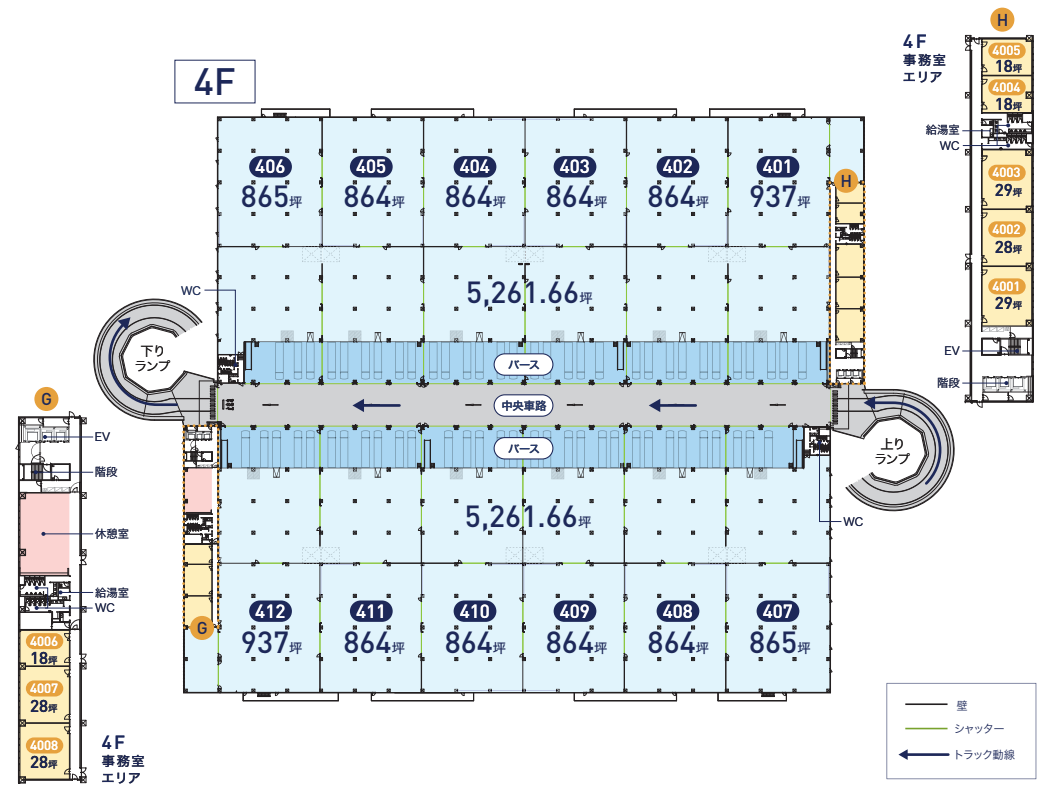 4F
406
865坪
405
864坪
404
864坪
403
864坪
402
864坪
401
937坪
H
5,261.66坪
WC
バース
下り
ランプ
中央車路
バース
上り
ランプ
WC
5,261.66坪
412
937坪
411
864坪
410
864坪
409
864坪
408
864坪
407
865坪
G
H
4F
事務室
エリア
4005
18坪
4004
18坪
給湯室
WC
4003
29坪
4002
28坪
4001
29坪
EV
階段
G
EV
階段
休憩室
給湯室
WC
4006
18坪
4007
28坪
4008
28坪
4F
事務室
エリア
壁
シャッター
トラック動線